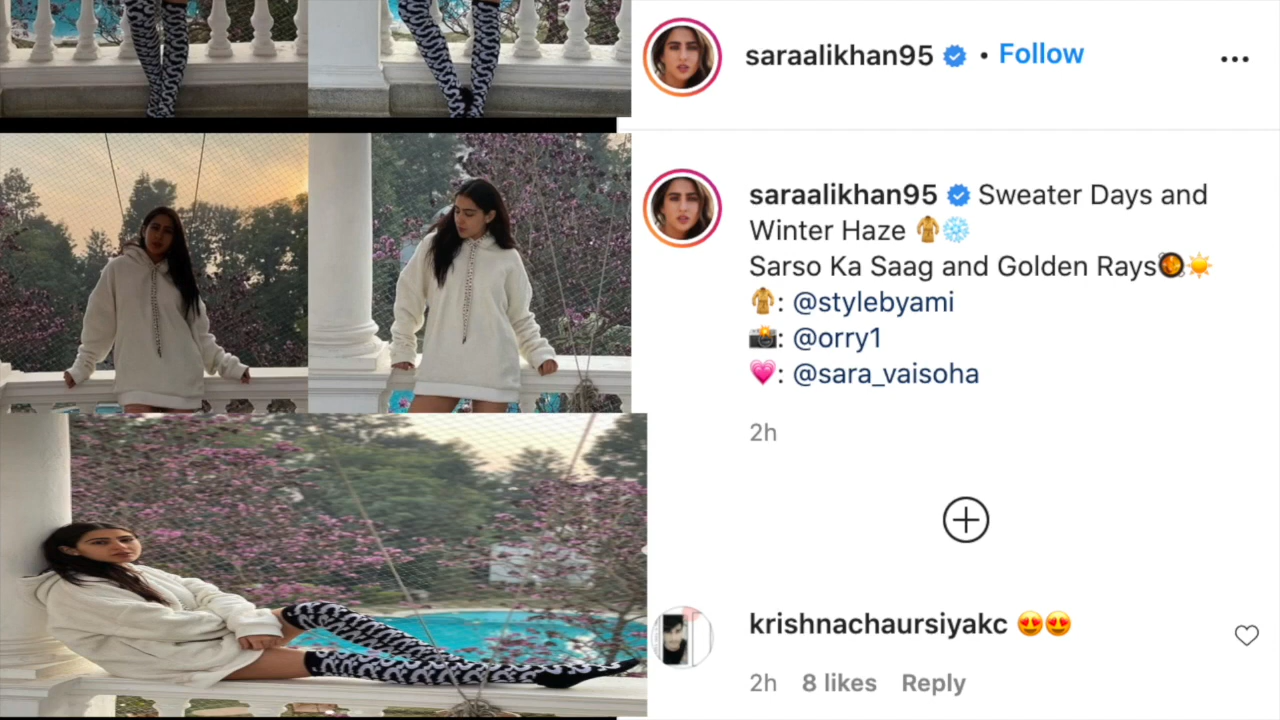 saraalikhan95 • Follow
saraalikhan95 Sweater Days and
Winter Haze 🧥❄️
Sarso Ka Saag and Golden Rays🥘☀️
🧥: @stylebyami
📸: @orry1
💗: @sara_vaisoha
2h
krishnachaursiyakc 😍😍
2h 8 likes Reply